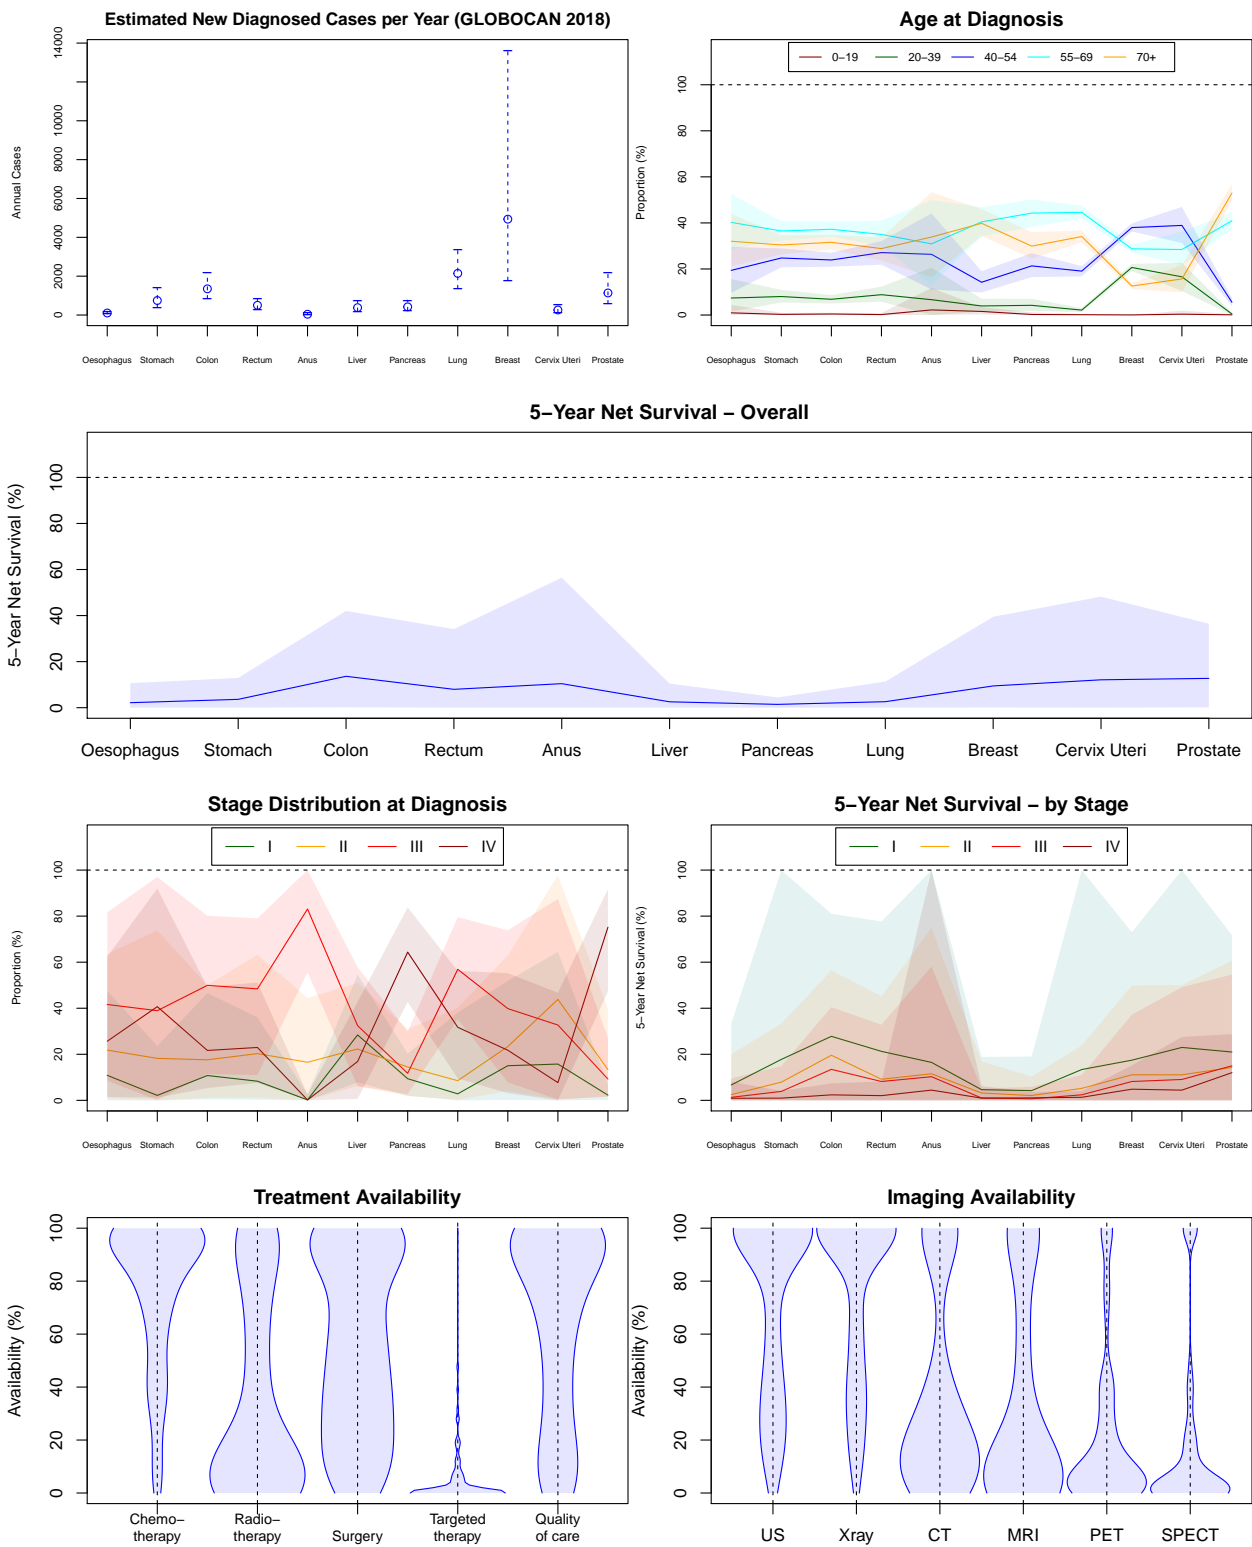 Estimated New Diagnosed Cases per Year (GLOBOCAN 2018)
Annual Cases
14000
10000
8000
6000
4000
2000
0
Oesophagus Stomach Colon Rectum Anus Liver Pancreas Lung Breast Cervix Uteri Prostate
Age at Diagnosis
0−19 20−39 40−54 55−69 70+
Proportion (%)
100
80
60
40
20
0
Oesophagus Stomach Colon Rectum Anus Liver Pancreas Lung Breast Cervix Uteri Prostate
5−Year Net Survival − Overall
5−Year Net Survival (%)
100
80
60
40
20
0
Oesophagus Stomach Colon Rectum Anus Liver Pancreas Lung Breast Cervix Uteri Prostate
Stage Distribution at Diagnosis
I II III IV
Proportion (%)
100
80
60
40
20
0
Oesophagus Stomach Colon Rectum Anus Liver Pancreas Lung Breast Cervix Uteri Prostate
5−Year Net Survival − by Stage
I II III IV
5−Year Net Survival (%)
100
80
60
40
20
0
Oesophagus Stomach Colon Rectum Anus Liver Pancreas Lung Breast Cervix Uteri Prostate
Treatment Availability
Availability (%)
100
80
60
40
20
0
Chemo− Radio− Targeted Quality
therapy therapy Surgery therapy of care
Imaging Availability
Availability (%)
100
80
60
40
20
0
US Xray CT MRI PET SPECT